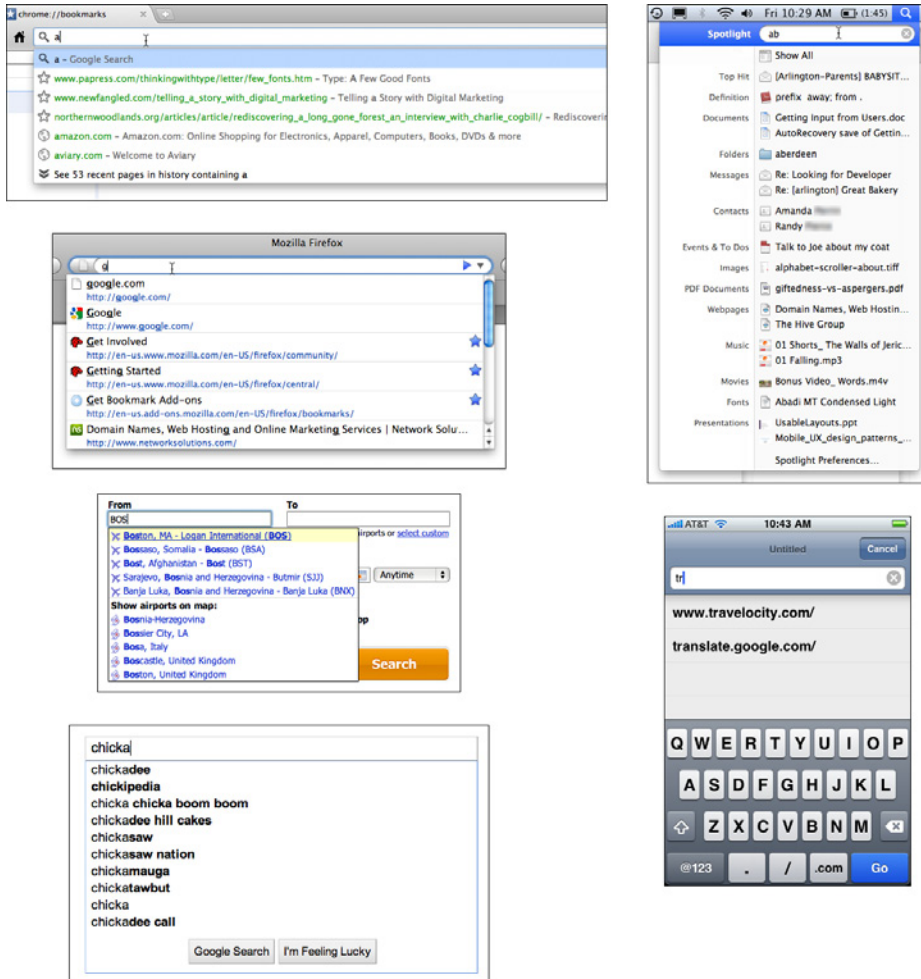 chrome://bookmarks
a
a - Google Search
www.papress.com/thinkingwithtype/letter/few_fonts.htm - Type: A Few Good Fonts
www.newfangled.com/telling_a_story_with_digital_marketing - Telling a Story with Digital Marketing
northernwoodlands.org/articles/article/rediscovering_a_long_gone_forest_an_interview_with_charlie_cogbill/ - Rediscoverin
amazon.com - Amazon.com: Online Shopping for Electronics, Apparel, Computers, Books, DVDs & more
aviary.com - Welcome to Aviary
See 53 recent pages in history containing a
Mozilla Firefox
g
google.com
http://google.com/
Google
http://www.google.com/
Get Involved
http://en-us.www.mozilla.com/en-US/firefox/community/
Getting Started
http://en-us.www.mozilla.com/en-US/firefox/central/
Get Bookmark Add-ons
http://en-us.add-ons.mozilla.com/en-US/firefox/bookmarks/
Domain Names, Web Hosting and Online Marketing Services | Network Solu...
http://www.networksolutions.com/
From To
BOS
Boston, MA - Logan International (BOS) airports or select custom
Bossaso, Somalia - Bossaso (BSA)
Bost, Afghanistan - Bost (BST)
Sarajevo, Bosnia and Herzegovina - Butmir (SJJ) Anytime
Banja Luka, Bosnia and Herzegovina - Banja Luka (BNX)
Show airports on map:
Bosnia-Herzegovina
Bossier City, LA
Bosa, Italy
Boscastle, United Kingdom
Boston, United Kingdom
Search
chicka
chickadee
chickipedia
chicka chicka boom boom
chickadee hill cakes
chickasaw
chickasaw nation
chickamauga
chickatawbut
chicka
chickadee call
Google Search I'm Feeling Lucky
Fri 10:29 AM (1:45)
Spotlight ab
Show All
Top Hit [Arlington-Parents] BABYSIT...
Definition prefix away; from .
Documents Getting Input from Users.doc
AutoRecovery save of Gettin...
Folders aberdeen
Messages Re: Looking for Developer
Re: [arlington] Great Bakery
Contacts Amanda
Randy
Events & To Dos Talk to Joe about my coat
Images alphabet-scroller-about.tiff
PDF Documents giftedness-vs-aspergers.pdf
Webpages Domain Names, Web Hostin...
The Hive Group
Music 01 Shorts_ The Walls of Jeric...
01 Falling.mp3
Movies Bonus Video_ Words.m4v
Fonts Abadi MT Condensed Light
Presentations UsableLayouts.ppt
Mobile_UX_design_patterns_...
Spotlight Preferences...
AT&T 10:43 AM
Untitled Cancel
tr
www.travelocity.com/
translate.google.com/
Q W E R T Y U I O P
A S D F G H J K L
Z X C V B N M
@123 . / .com Go